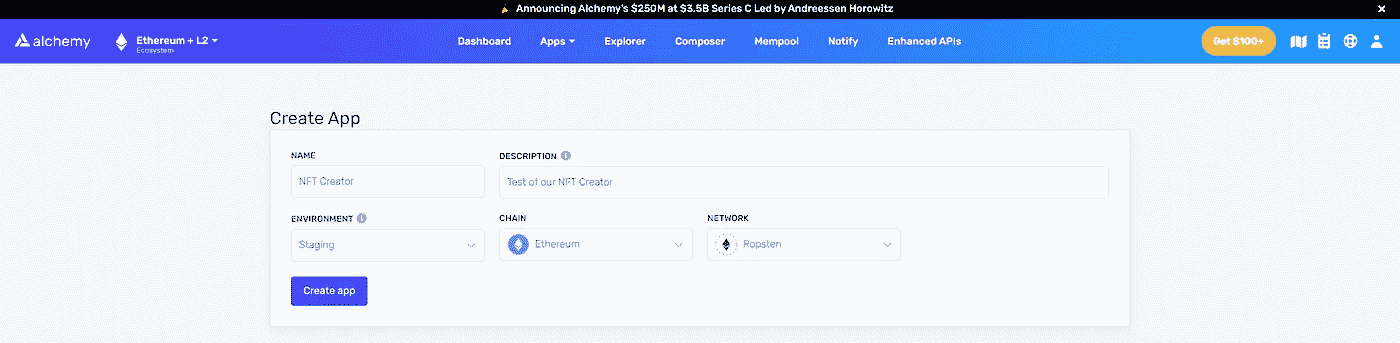 Announcing Alchemy's $250M at $3.5B Series C Led by Andreessen Horowitz
alchemy Ethereum + L2 Dashboard Apps Explorer Composer Mempool Notify Enhanced APIs Get $100+
Ecosystem
Create App
NAME DESCRIPTION
NFT Creator Test of our NFT Creator
ENVIRONMENT CHAIN NETWORK
Staging Ethereum Ropsten
Create app